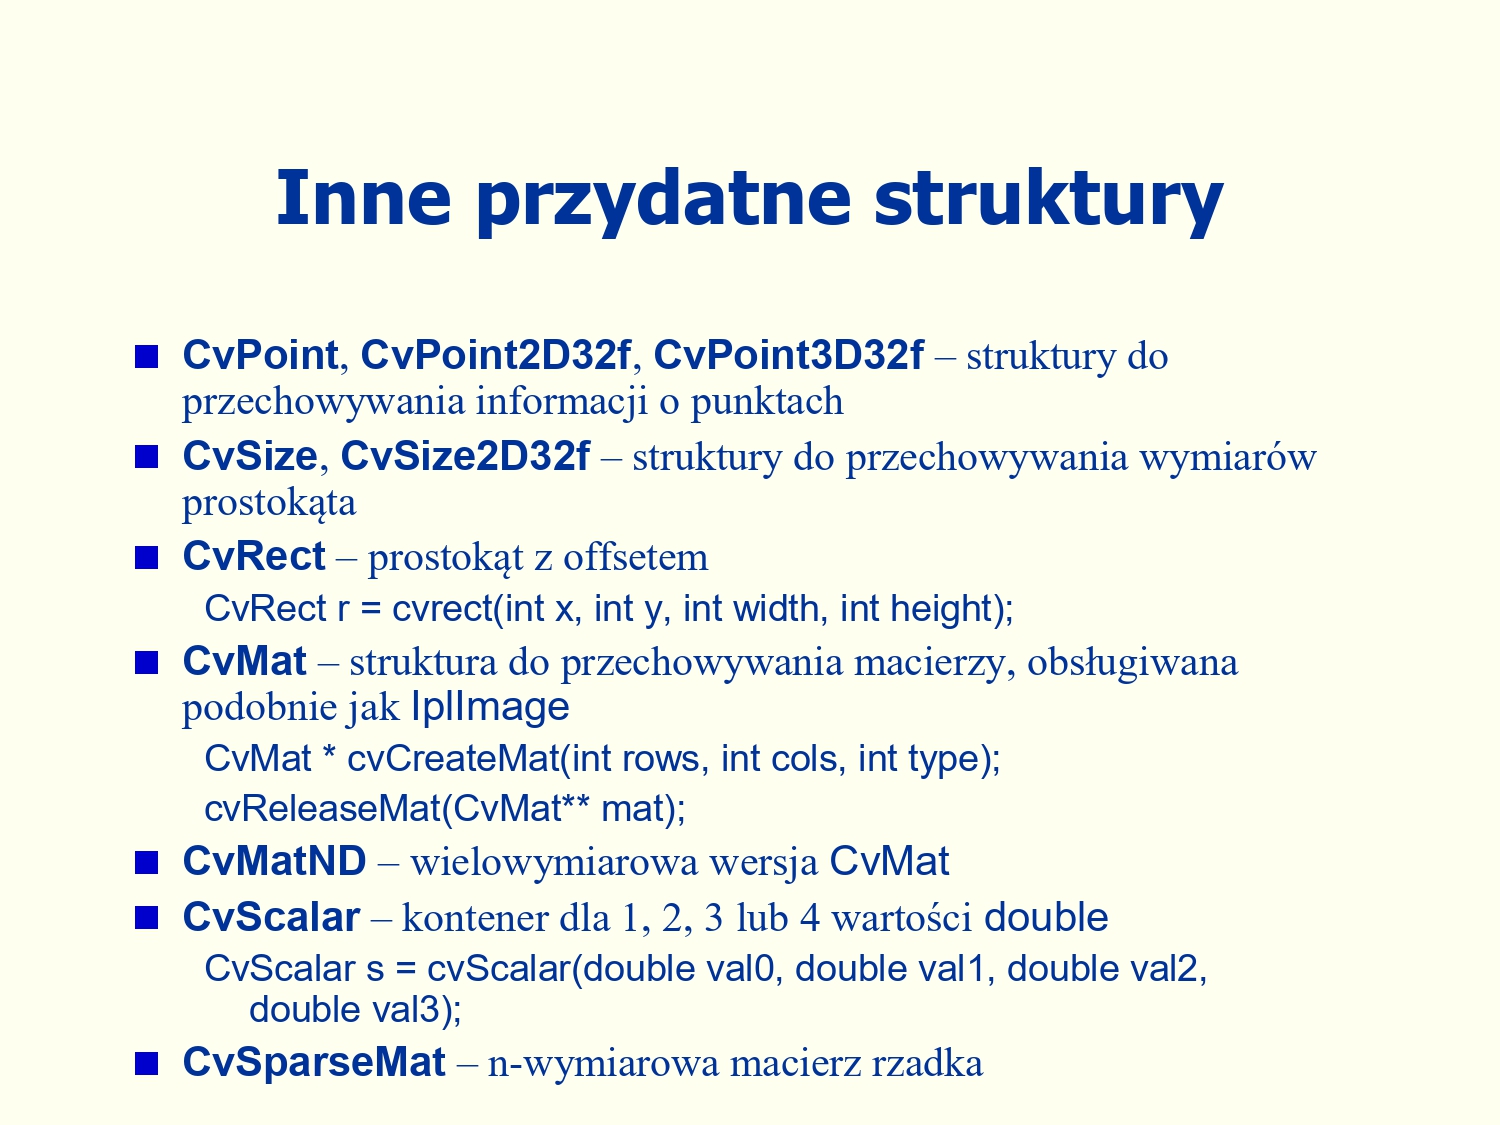 Inne przydatne struktury
CvPoint, CvPoint2D32f, CvPoint3D32f – struktury do
przechowywania informacji o punktach
CvSize, CvSize2D32f – struktury do przechowywania wymiarów
prostokąta
CvRect – prostokąt z offsetem
CvRect r = cvrect(int x, int y, int width, int height);
CvMat – struktura do przechowywania macierzy, obsługiwana
podobnie jak IplImage
CvMat * cvCreateMat(int rows, int cols, int type);
cvReleaseMat(CvMat** mat);
CvMatND – wielowymiarowa wersja CvMat
CvScalar – kontener dla 1, 2, 3 lub 4 wartości double
CvScalar s = cvScalar(double val0, double val1, double val2,
double val3);
CvSparseMat – n-wymiarowa macierz rzadka